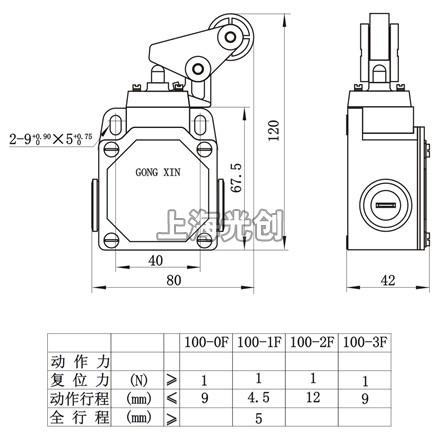 120
2-9+0.90 0×5+0.75 0
GONG XIN
67.5
上海光创
40
80
42
100-0F 100-1F 100-2F 100-3F
动作力
复位力 (N) ≥ 1 1 1 1
动作行程 (mm) ≤ 9 4.5 12 9
全行程 (mm) ≥ 5